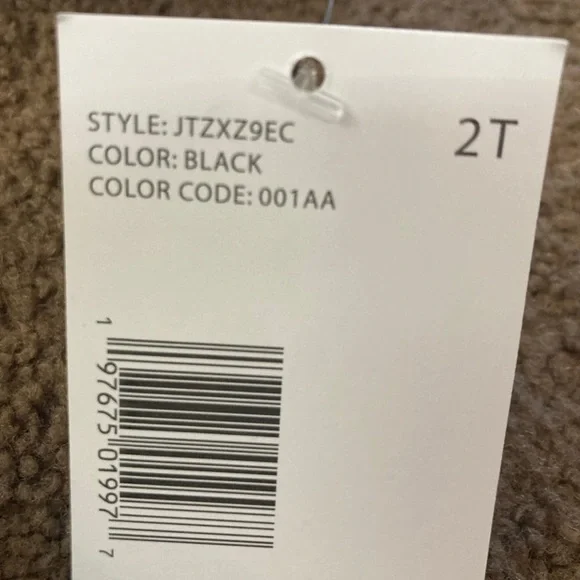 STYLE: JTZXZ9EC
2T
COLOR: BLACK
COLOR CODE: 001AA
1 97675 01997 7